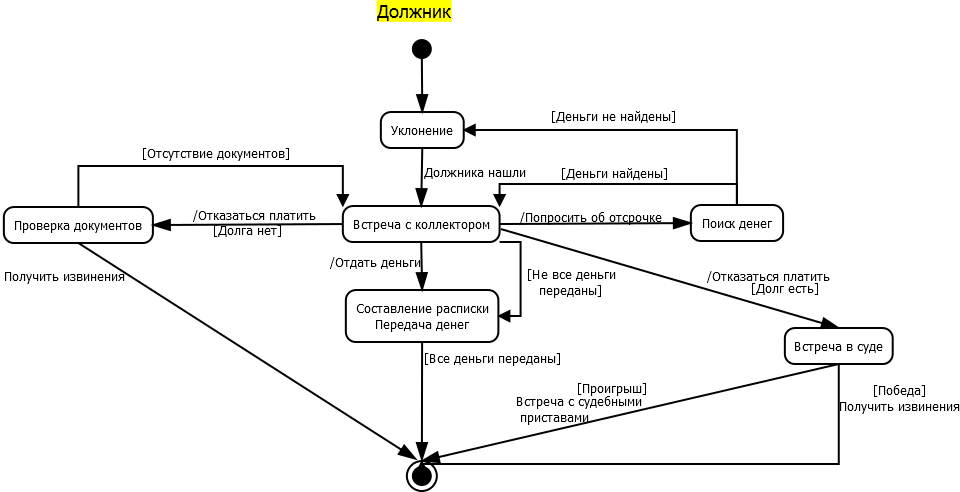 Должник
[Деньги не найдены]
Уклонение
[Отсутствие документов]
Должника нашли
[Деньги найдены]
Проверка документов
/Отказаться платить
[Долга нет]
Встреча с коллектором
/Попросить об отсрочке
Поиск денег
Получить извинения
/Отдать деньги
[Не все деньги
переданы]
/Отказаться платить
[Долг есть]
Составление расписки
Передача денег
Встреча в суде
[Все деньги переданы]
[Проигрыш]
Встреча с судебными
приставами
[Победа]
Получить извинения